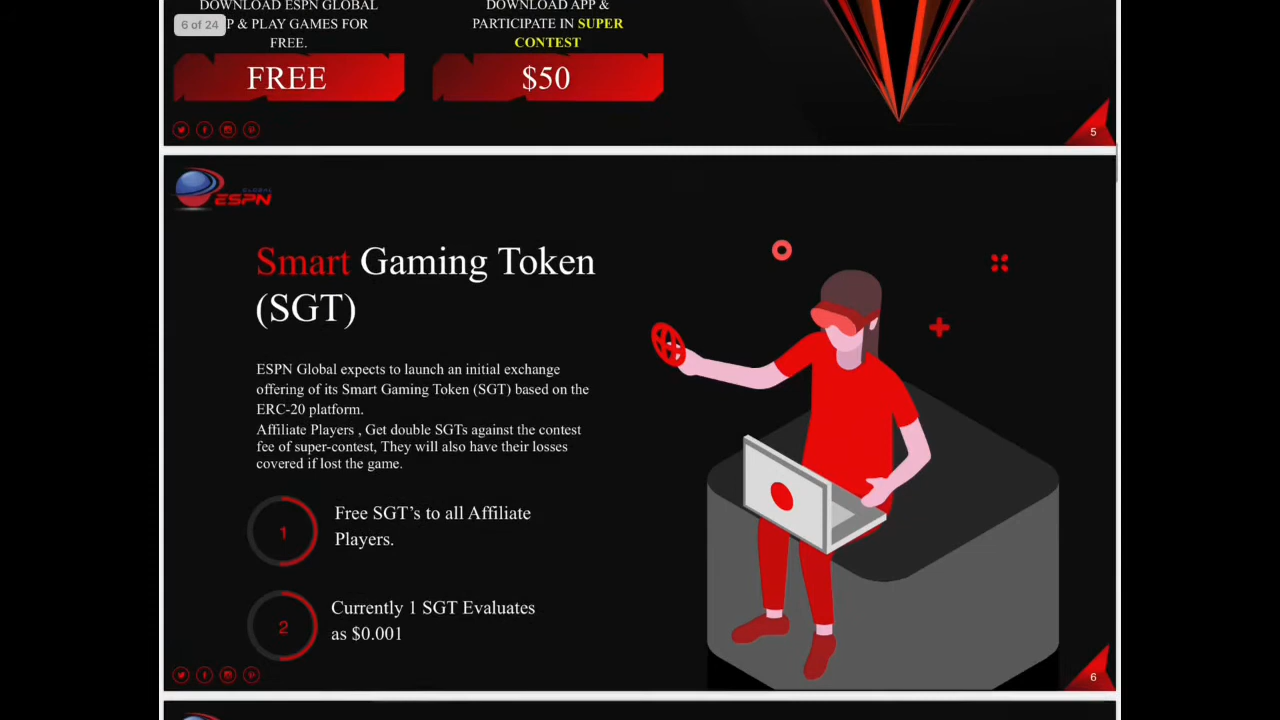 DOWNLOAD ESPN GLOBAL
6 of 24
P & PLAY GAMES FOR
FREE.
FREE
DOWNLOAD APP &
PARTICIPATE IN SUPER
CONTEST
$50
5
GLOBAL
ESPN
Smart Gaming Token
(SGT)
ESPN Global expects to launch an initial exchange
offering of its Smart Gaming Token (SGT) based on the
ERC-20 platform.
Affiliate Players , Get double SGTs against the contest
fee of super-contest, They will also have their losses
covered if lost the game.
1
Free SGT’s to all Affiliate
Players.
2
Currently 1 SGT Evaluates
as $0.001
6